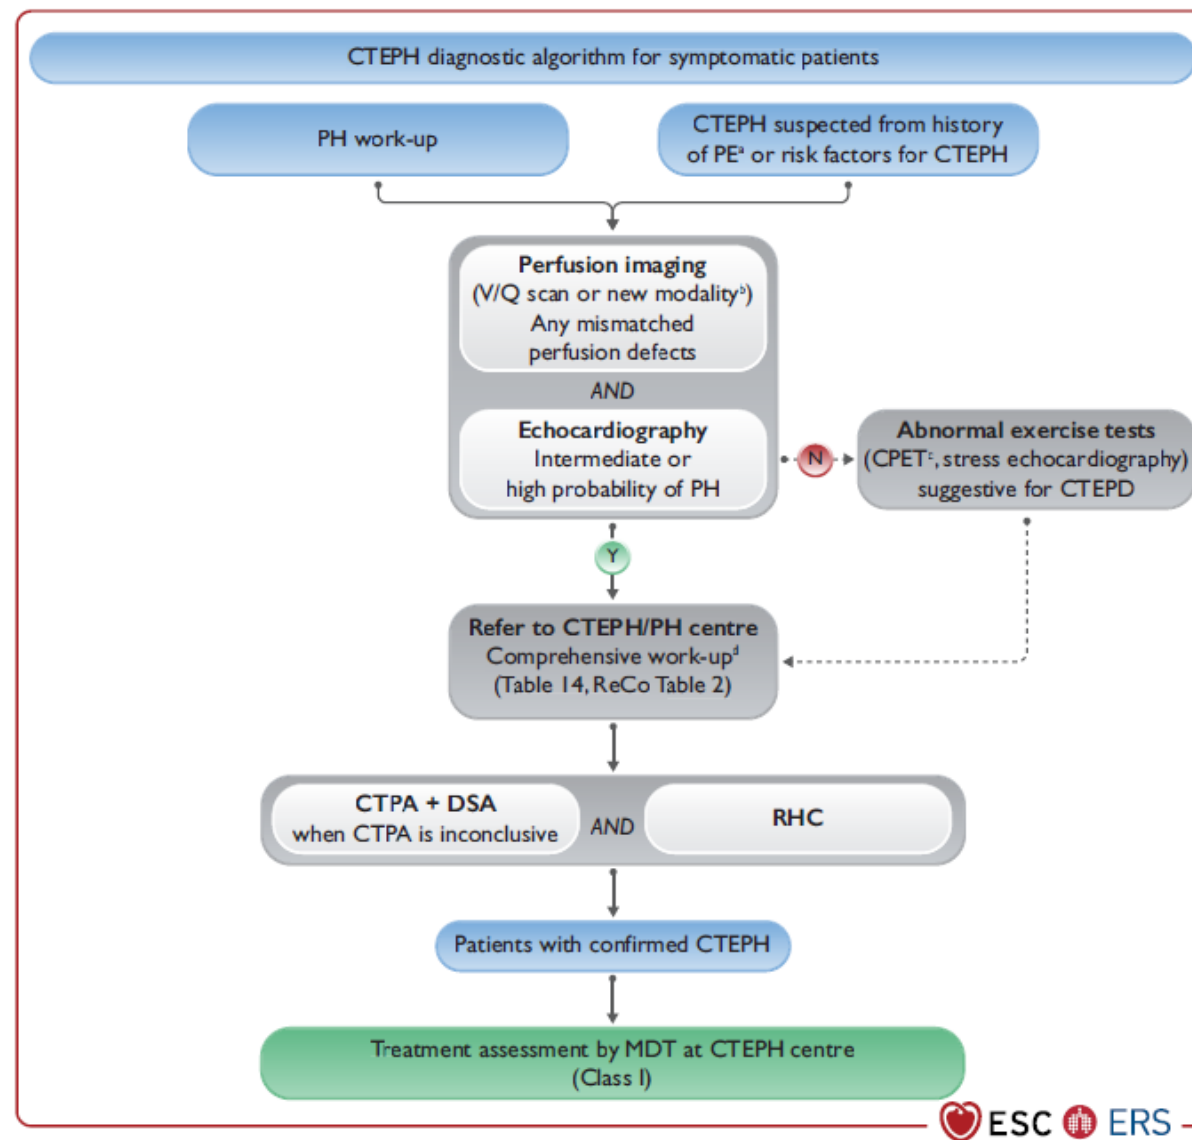 CTEPH diagnostic algorithm for symptomatic patients
PH work-up
CTEPH suspected from history
of PEᵃ or risk factors for CTEPH
Perfusion imaging
(V/Q scan or new modalityᵇ)
Any mismatched
perfusion defects
AND
Echocardiography
Intermediate or
high probability of PH
N
Abnormal exercise tests
(CPETᶜ, stress echocardiography)
suggestive for CTEPD
Y
Refer to CTEPH/PH centre
Comprehensive work-upᵈ
(Table 14, ReCo Table 2)
CTPA + DSA
when CTPA is inconclusive
AND
RHC
Patients with confirmed CTEPH
Treatment assessment by MDT at CTEPH centre
(Class I)
ESC ERS